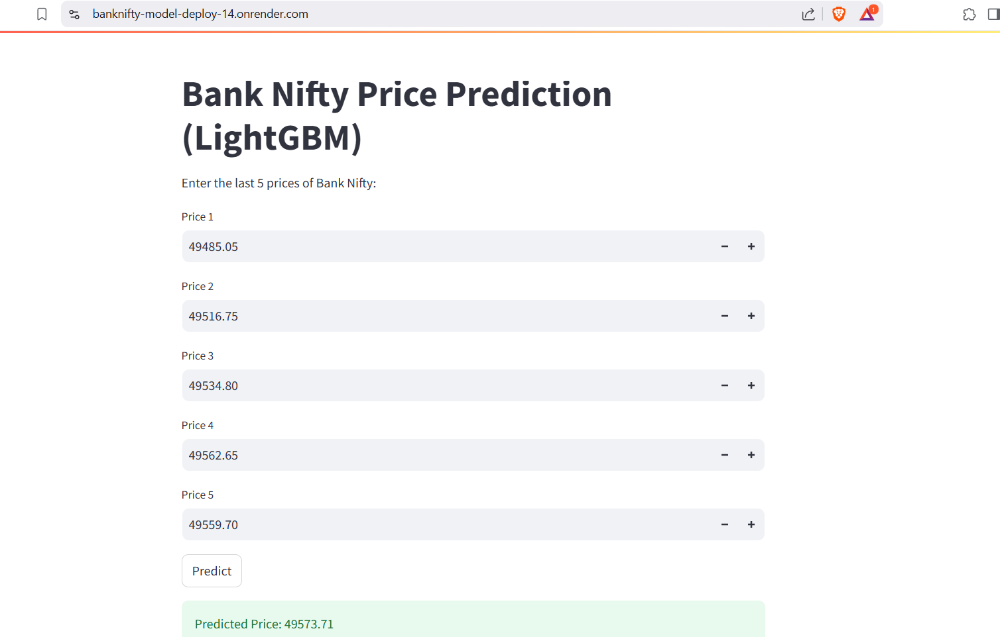 banknifty-model-deploy-14.onrender.com
1
Bank Nifty Price Prediction
(LightGBM)
Enter the last 5 prices of Bank Nifty:
Price 1
49485.05
Price 2
49516.75
Price 3
49534.80
Price 4
49562.65
Price 5
49559.70
Predict
Predicted Price: 49573.71